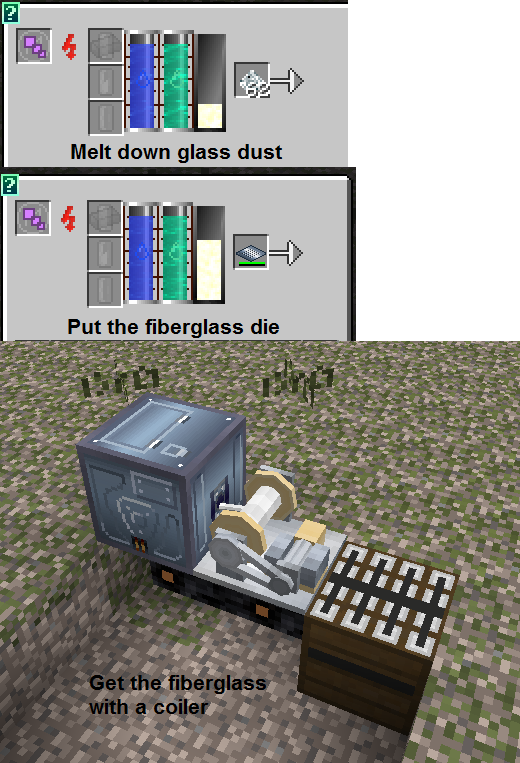 ?
Melt down glass dust
?
Put the fiberglass die
Get the fiberglass
with a coiler